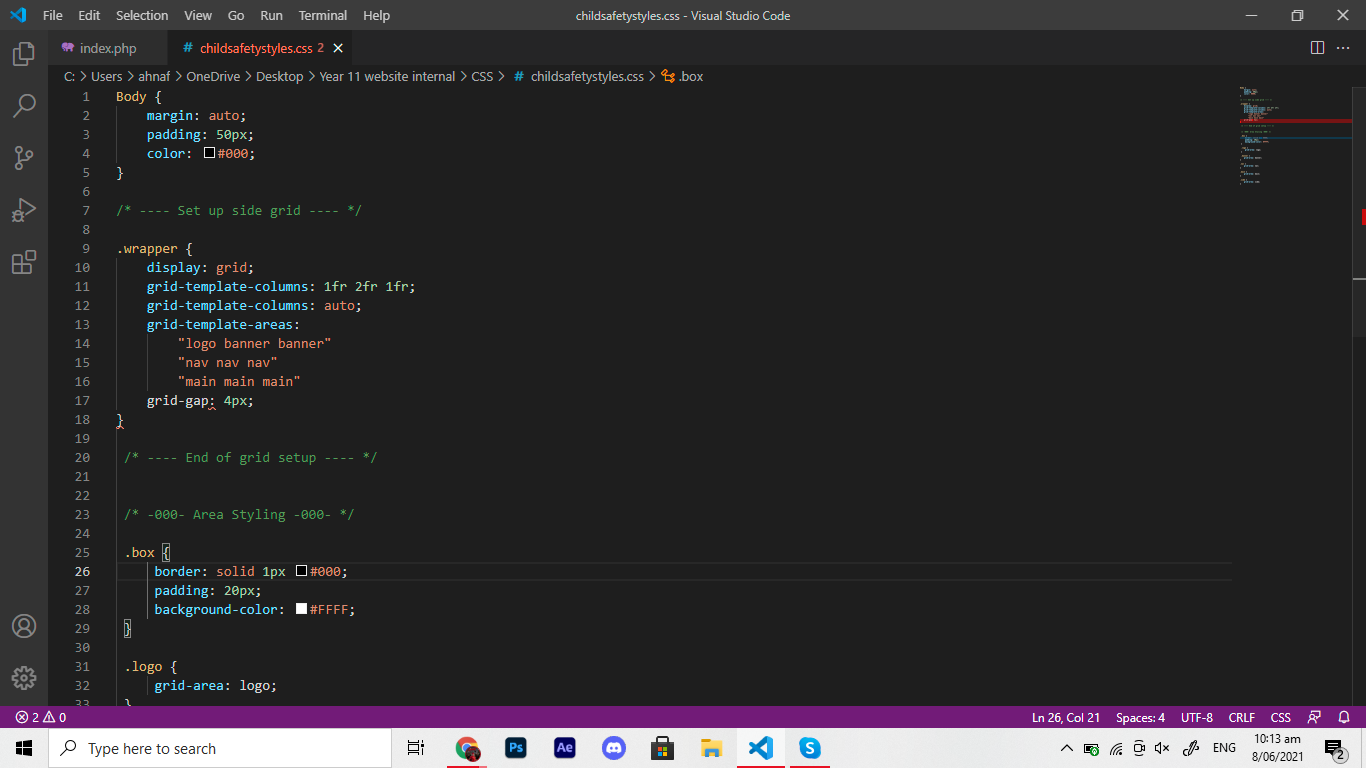 File Edit Selection View Go Run Terminal Help childsafetystyles.css - Visual Studio Code
index.php # childsafetystyles.css 2
C: > Users > ahnaf > OneDrive > Desktop > Year 11 website internal > CSS > # childsafetystyles.css > .box
1 Body {
2 margin: auto;
3 padding: 50px;
4 color: #000;
5 }
6
7 /* ---- Set up side grid ---- */
8
9 .wrapper {
10 display: grid;
11 grid-template-columns: 1fr 2fr 1fr;
12 grid-template-columns: auto;
13 grid-template-areas:
14 "logo banner banner"
15 "nav nav nav"
16 "main main main"
17 grid-gap: 4px;
18 }
19
20 /* ---- End of grid setup ---- */
21
22
23 /* -000- Area Styling -000- */
24
25 .box {
26 border: solid 1px #000;
27 padding: 20px;
28 background-color: #FFFF;
29 }
30
31 .logo {
32 grid-area: logo;
33 }
2 0 Ln 26, Col 21 Spaces: 4 UTF-8 CRLF CSS
Type here to search Ps Ae ENG 10:13 am
8/06/2021 2